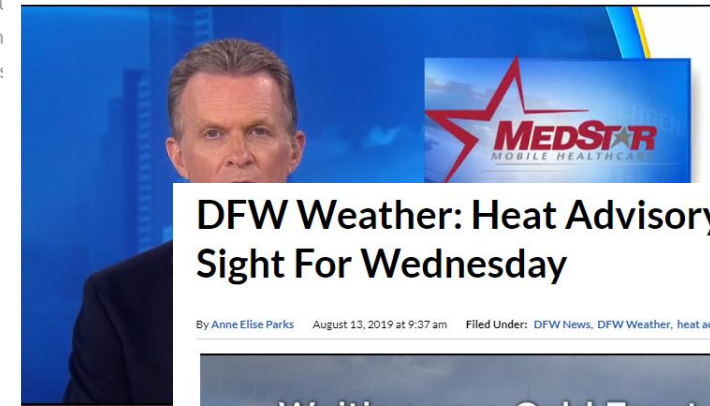 MEDSTAR
MOBILE HEALTHCARE
DFW Weather: Heat Advisory
Sight For Wednesday
By Anne Elise Parks August 13, 2019 at 9:37 am Filed Under: DFW News, DFW Weather, heat